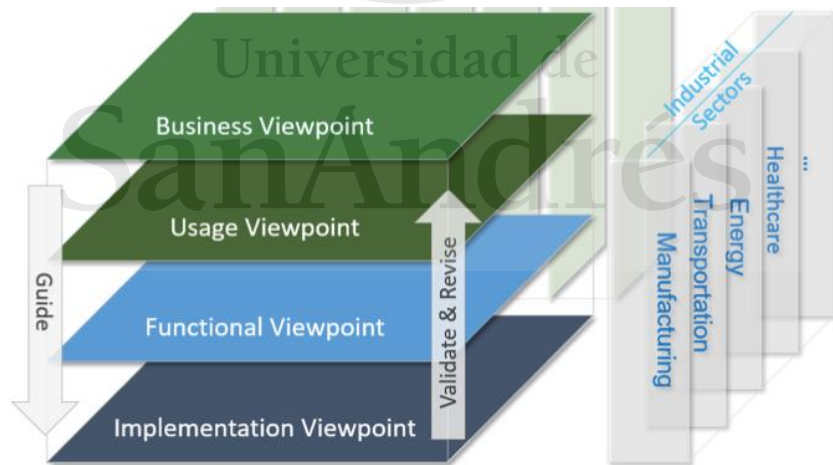 Universidad de
SanAndrés
Business Viewpoint
Usage Viewpoint
Functional Viewpoint
Implementation Viewpoint
Guide
Validate & Revise
Industrial
Sectors
Manufacturing
Transportation
Energy
Healthcare
...